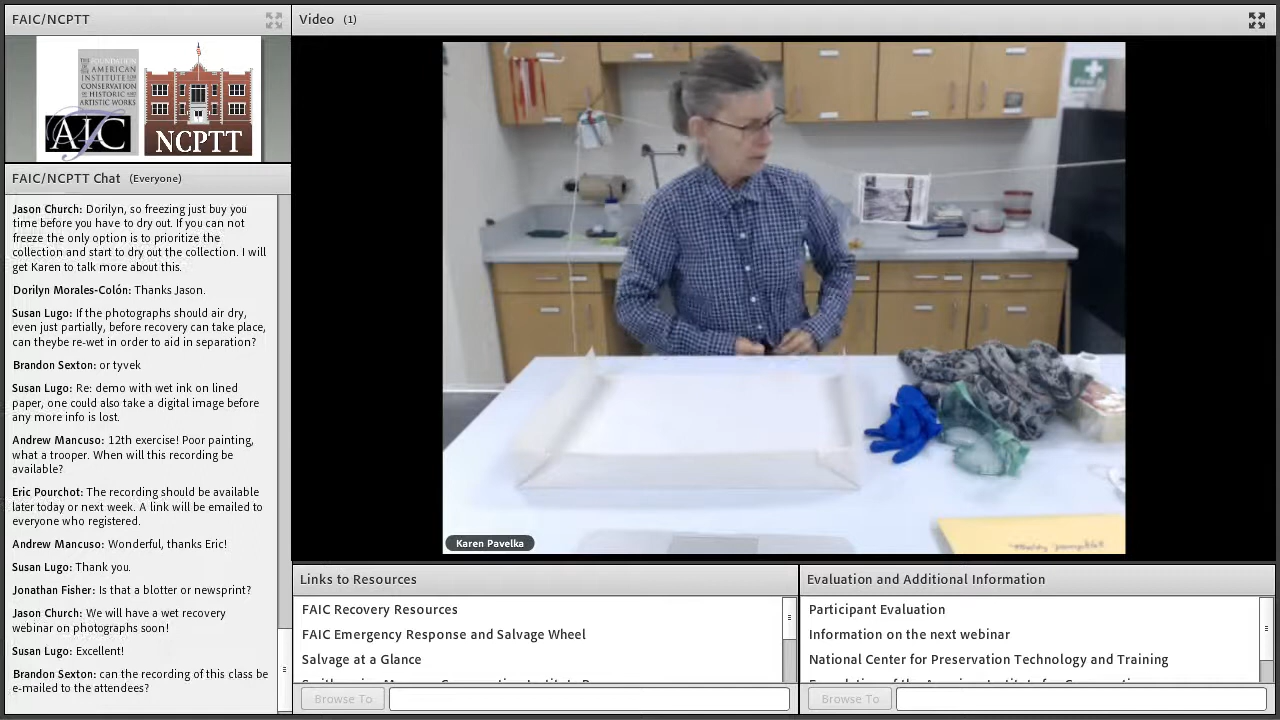 FAIC/NCPTT
THE FOUNDATION
OF THE AMERICAN
INSTITUTE FOR
CONSERVATION
OF HISTORIC AND
ARTISTIC WORKS
AIC
NCPTT
FAIC/NCPTT Chat (Everyone)
Jason Church: Dorilyn, so freezing just buy you
time before you have to dry out. If you can not
freeze the only option is to prioritize the
collection and start to dry out the collection. I will
get Karen to talk more about this.
Dorilyn Morales-Colón: Thanks Jason.
Susan Lugo: If the photographs should air dry,
even just partially, before recovery can take place,
can theybe re-wet in order to aid in separation?
Brandon Sexton: or tyvek
Susan Lugo: Re: demo with wet ink on lined
paper, one could also take a digital image before
any more info is lost.
Andrew Mancuso: 12th exercise! Poor painting,
what a trooper. When will this recording be
available?
Eric Pourchot: The recording should be available
later today or next week. A link will be emailed to
everyone who registered.
Andrew Mancuso: Wonderful, thanks Eric!
Susan Lugo: Thank you.
Jonathan Fisher: Is that a blotter or newsprint?
Jason Church: We will have a wet recovery
webinar on photographs soon!
Susan Lugo: Excellent!
Brandon Sexton: can the recording of this class be
e-mailed to the attendees?
Video (1)
Karen Pavelka
Links to Resources
FAIC Recovery Resources
FAIC Emergency Response and Salvage Wheel
Salvage at a Glance
Browse To
Evaluation and Additional Information
Participant Evaluation
Information on the next webinar
National Center for Preservation Technology and Training
Browse To